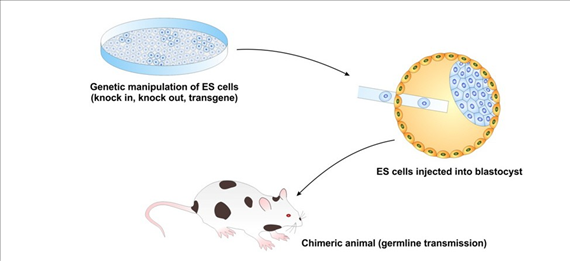 Genetic manipulation of ES cells
(knock in, knock out, transgene)
ES cells injected into blastocyst
Chimeric animal (germline transmission)